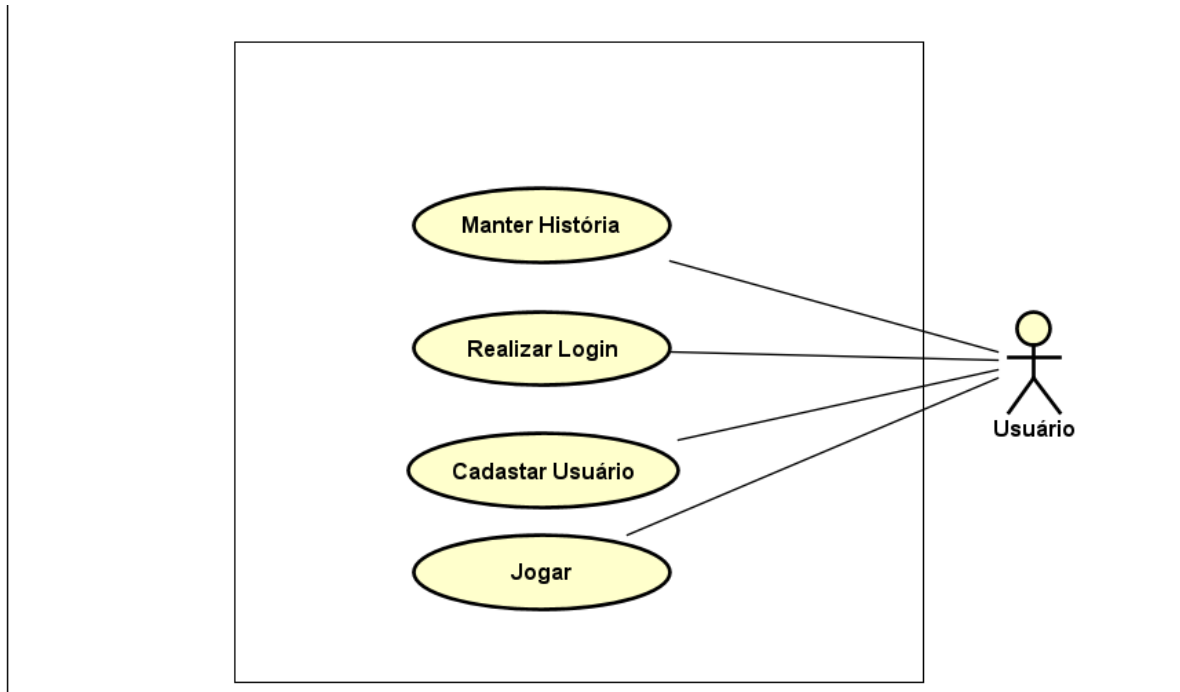 Manter História
Realizar Login
Usuário
Cadastar Usuário
Jogar